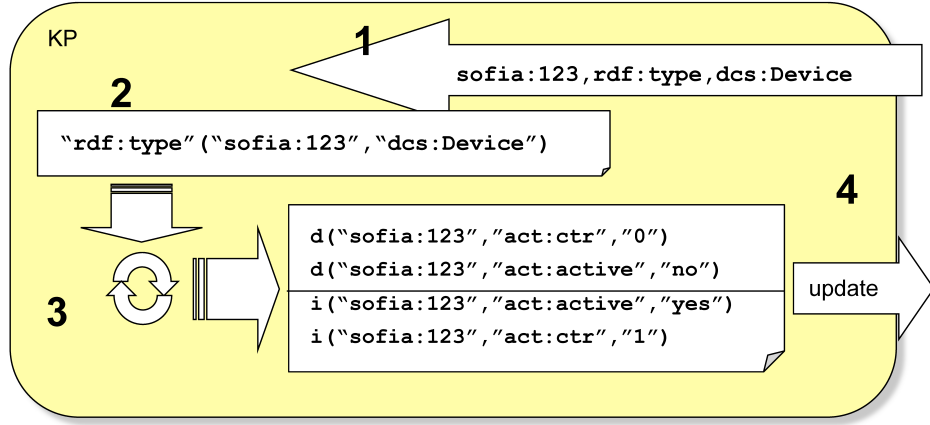 KP
1
sofia:123,rdf:type,dcs:Device
2
“rdf:type”(“sofia:123”,“dcs:Device”)
4
d(“sofia:123”,”act:ctr”,”0”)
d(“sofia:123”,”act:active”,”no”)
update
3
i(“sofia:123”,”act:active”,”yes”)
i(“sofia:123”,”act:ctr”,”1”)